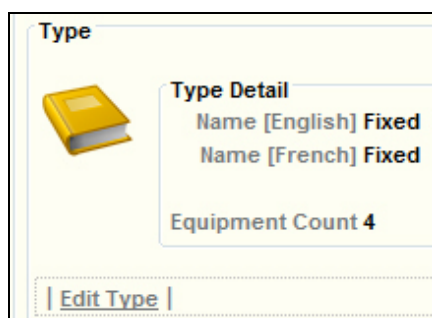 Type
Type Detail
Name [English] Fixed
Name [French] Fixed
Equipment Count 4
| Edit Type |